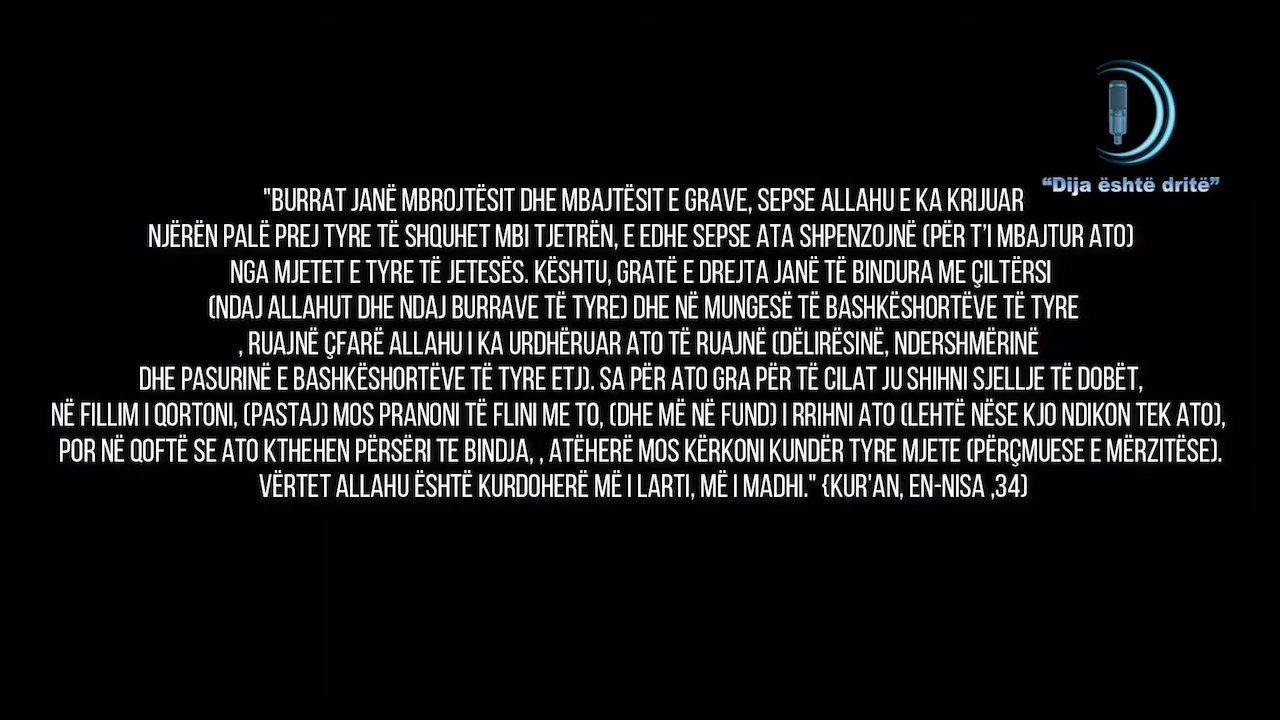 “Dija është dritë”
"BURRAT JANË MBROJTËSIT DHE MBAJTËSIT E GRAVE, SEPSE ALLAHU E KA KRIJUAR
NJËRËN PALË PREJ TYRE TË SHQUHET MBI TJETRËN, E EDHE SEPSE ATA SHPENZOJNË (PËR T’I MBAJTUR ATO)
NGA MJETET E TYRE TË JETESËS. KËSHTU, GRATË E DREJTA JANË TË BINDURA ME ÇILTËRSI
(NDAJ ALLAHUT DHE NDAJ BURRAVE TË TYRE) DHE NË MUNGESË TË BASHKËSHORTËVE TË TYRE
, RUAJNË ÇFARË ALLAHU I KA URDHËRUAR ATO TË RUAJNË (DËLIRËSINË, NDERSHMËRINË
DHE PASURINË E BASHKËSHORTËVE TË TYRE ETJ). SA PËR ATO GRA PËR TË CILAT JU SHIHNI SJELLJE TË DOBËT,
NË FILLIM I QORTONI, (PASTAJ) MOS PRANONI TË FLINI ME TO, (DHE MË NË FUND) I RRIHNI ATO (LEHTË NËSE KJO NDIKON TEK ATO),
POR NË QOFTË SE ATO KTHEHEN PËRSËRI TE BINDJA, , ATËHERË MOS KËRKONI KUNDËR TYRE MJETE (PËRÇMUESE E MËRZITËSE).
VËRTET ALLAHU ËSHTË KURDOHERË MË I LARTI, MË I MADHI." {KUR'AN, EN-NISA ,34)